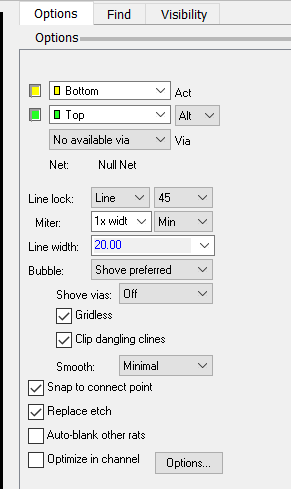 Options Find Visibility
Options
Bottom Act
Top Alt
No available via Via
Net: Null Net
Line lock: Line 45
Miter: 1x widt Min
Line width: 20.00
Bubble: Shove preferred
Shove vias: Off
Gridless
Clip dangling clines
Smooth: Minimal
Snap to connect point
Replace etch
Auto-blank other rats
Optimize in channel Options...